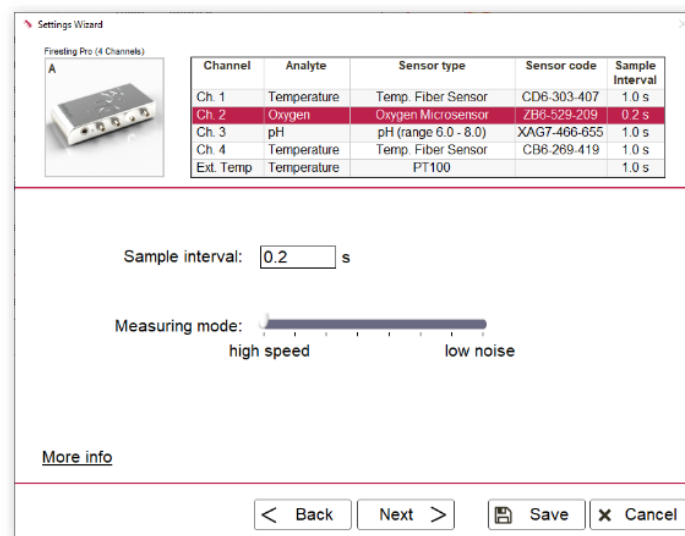 Settings Wizard
Firesting Pro (4 Channels)
A
Channel Analyte Sensor type Sensor code Sample Interval
Ch. 1 Temperature Temp. Fiber Sensor CD6-303-407 1.0 s
Ch. 2 Oxygen Oxygen Microsensor ZB6-529-209 0.2 s
Ch. 3 pH pH (range 6.0 - 8.0) XAG7-466-655 1.0 s
Ch. 4 Temperature Temp. Fiber Sensor CB6-269-419 1.0 s
Ext. Temp Temperature PT100 1.0 s
Sample interval: 0.2 s
Measuring mode:
high speed low noise
More info
< Back Next > Save Cancel